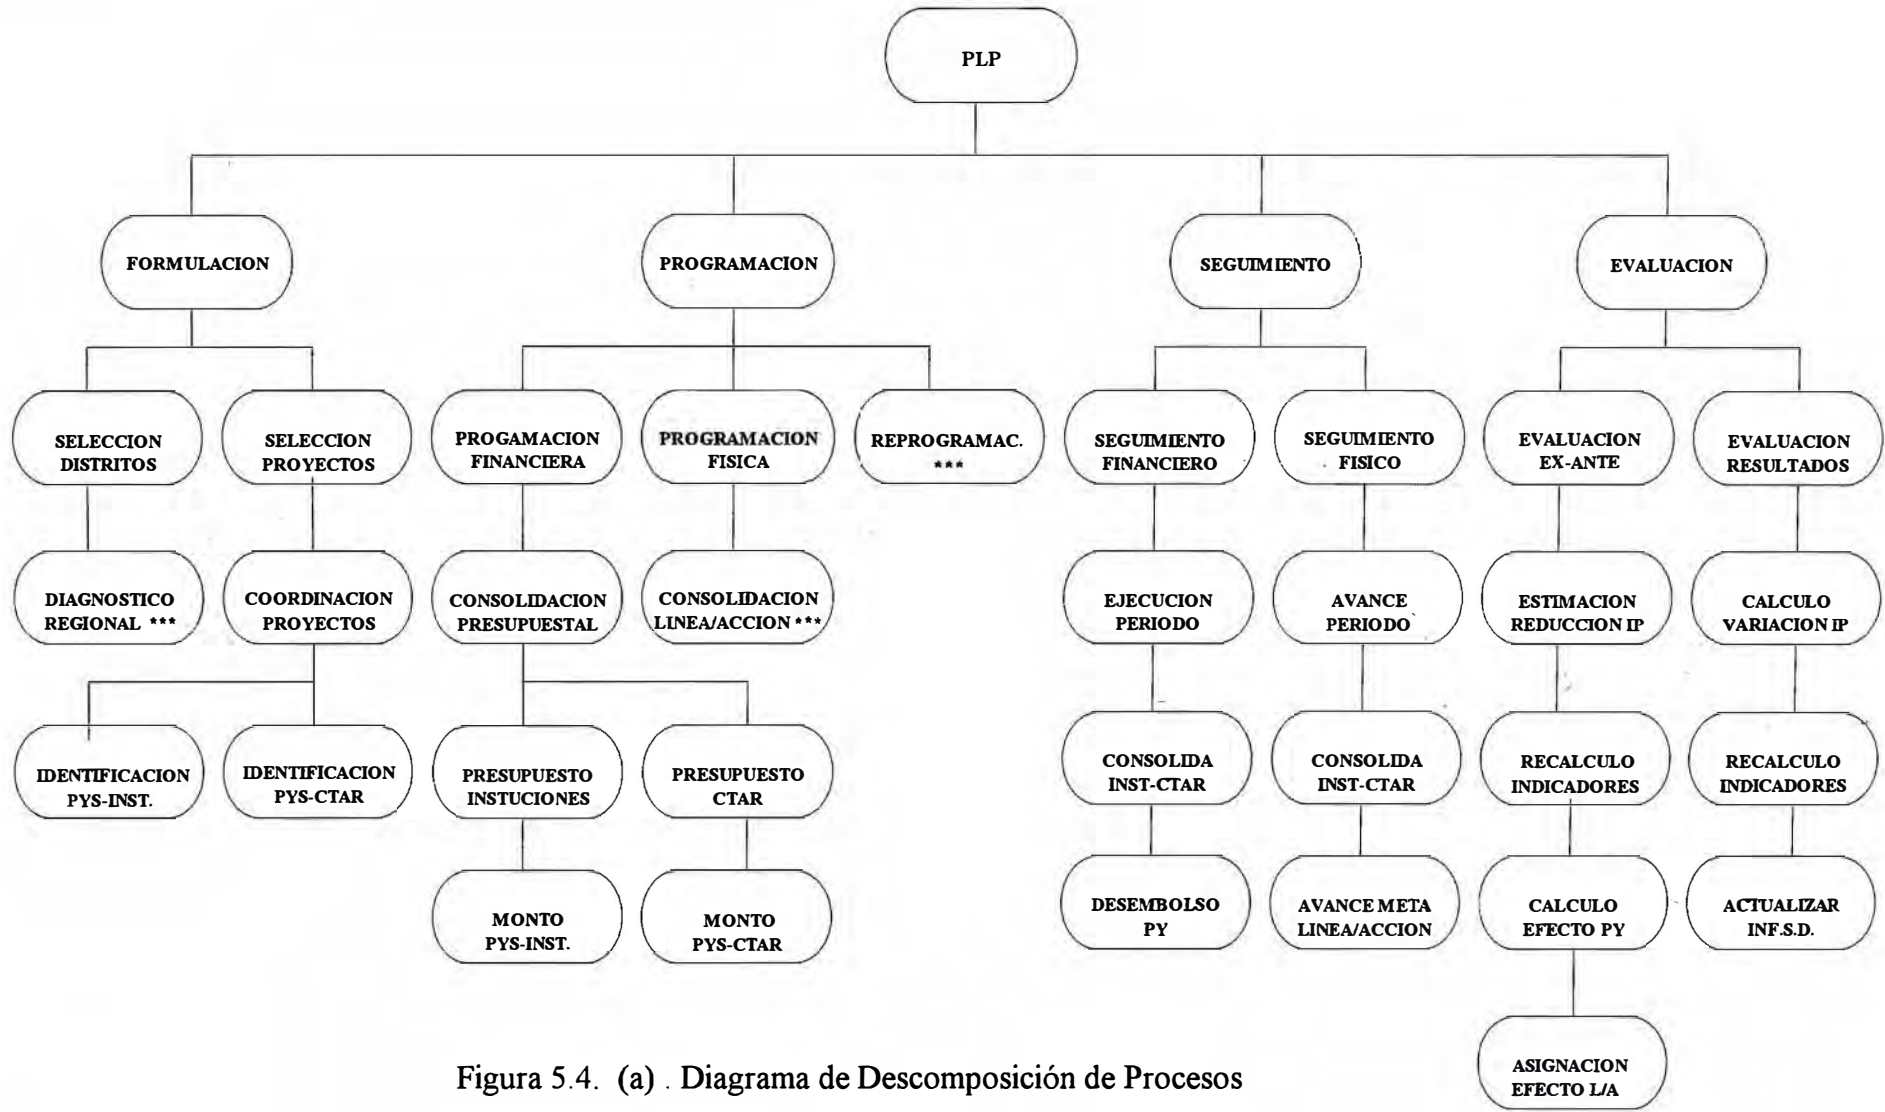 PLP
FORMULACION
PROGRAMACION
SEGUIMIENTO
EVALUACION
SELECCION
DISTRITOS
SELECCION
PROYECTOS
PROGAMACION
FINANCIERA
PROGRAMACION
FISICA
REPROGRAMAC.
***
SEGUIMIENTO
FINANCIERO
SEGUIMIENTO
FISICO
EVALUACION
EX-ANTE
EVALUACION
RESULTADOS
DIAGNOSTICO
REGIONAL ***
COORDINACION
PROYECTOS
CONSOLIDACION
PRESUPUESTAL
CONSOLIDACION
LINEA/ACCION ***
EJECUCION
PERIODO
AVANCE
PERIODO
ESTIMACION
REDUCCION IP
CALCULO
VARIACION IP
IDENTIFICACION
PYS-INST.
IDENTIFICACION
PYS-CTAR
PRESUPUESTO
INSTUCIONES
PRESUPUESTO
CTAR
CONSOLIDA
INST-CTAR
CONSOLIDA
INST-CTAR
RECALCULO
INDICADORES
RECALCULO
INDICADORES
MONTO
PYS-INST.
MONTO
PYS-CTAR
DESEMBOLSO
PY
AVANCE META
LINEA/ACCION
CALCULO
EFECTO PY
ACTUALIZAR
INF.S.D.
ASIGNACION
EFECTO L/A
Figura 5.4. (a) . Diagrama de Descomposición de Procesos